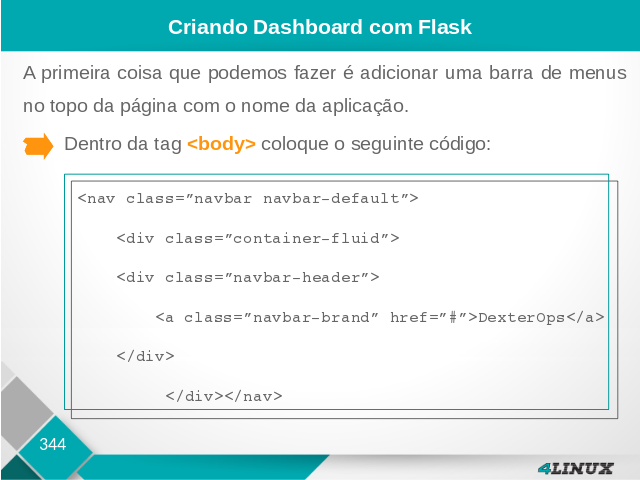 Criando Dashboard com Flask
A primeira coisa que podemos fazer é adicionar uma barra de menus
no topo da página com o nome da aplicação.
Dentro da tag <body> coloque o seguinte código:
<nav class=”navbar navbar-default”>
<div class=”container-fluid”>
<div class=”navbar-header”>
<a class=”navbar-brand” href=”#”>DexterOps</a>
</div>
</div></nav>
344
4LINUX